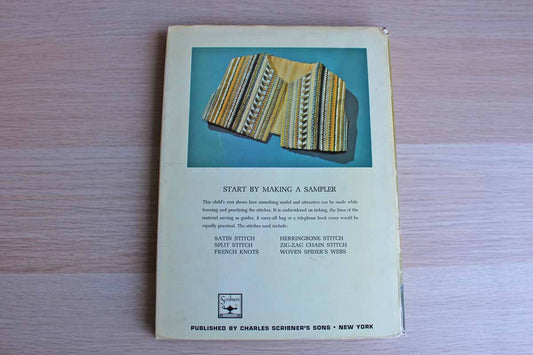 START BY MAKING A SAMPLER
This child's vest shows how something useful and attractive can be made while
learning and practicing the stitches. It is embroidered on ticking, the lines of the
material serving as guides. A carry-all bag or a telephone book cover would be
equally practical. The stitches used include:
SATIN STITCH
SPLIT STITCH
FRENCH KNOTS
HERRINGBONE STITCH
ZIG-ZAG CHAIN STITCH
WOVEN SPIDER'S WEBS
Scribners
PUBLISHED BY CHARLES SCRIBNER'S SONS • NEW YORK